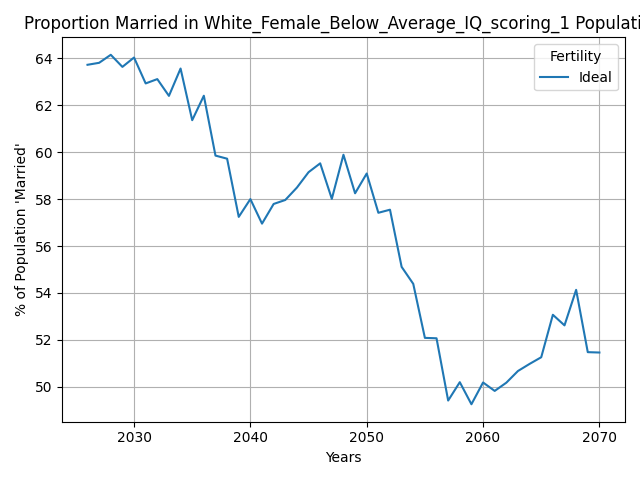 Proportion Married in White_Female_Below_Average_IQ_scoring_1 Populati
Fertility
Ideal
% of Population 'Married'
64
62
60
58
56
54
52
50
2030 2040 2050 2060 2070
Years